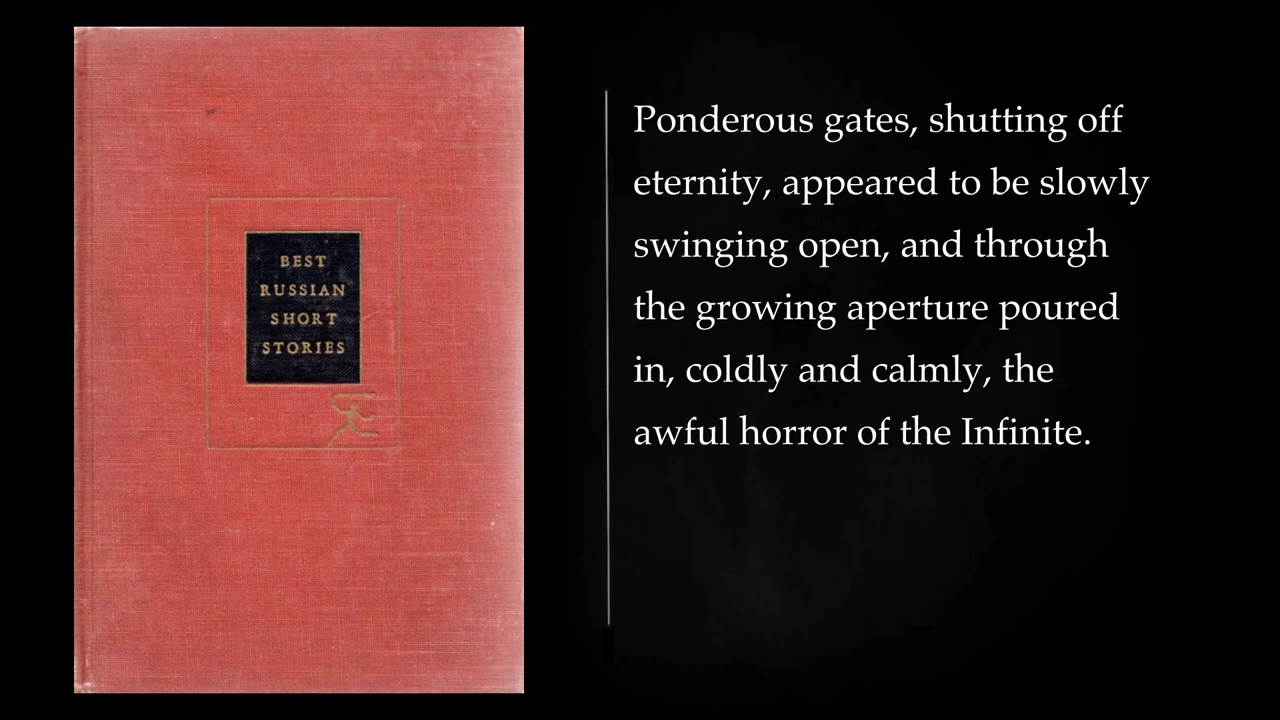 BEST
RUSSIAN
SHORT
STORIES
Ponderous gates, shutting off
eternity, appeared to be slowly
swinging open, and through
the growing aperture poured
in, coldly and calmly, the
awful horror of the Infinite.